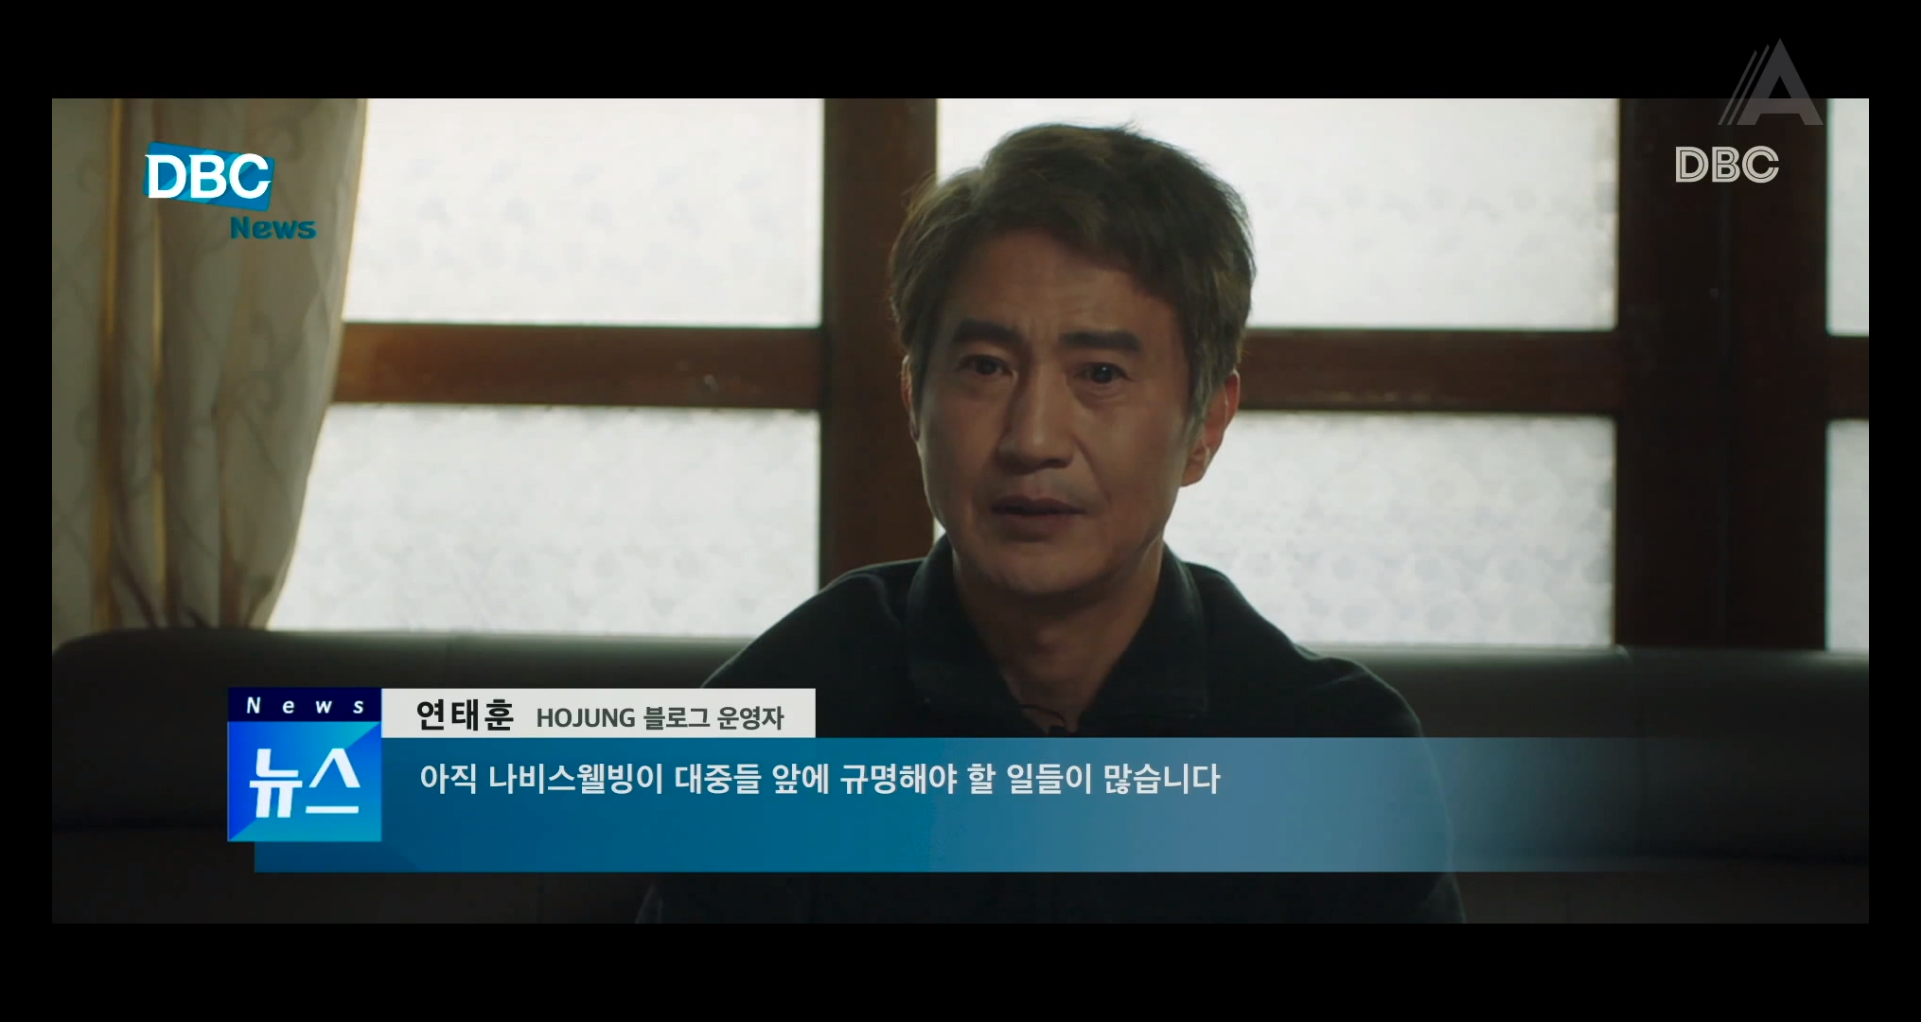 A
DBC
News
DBC
News
뉴스
연태훈 HOJUNG 블로그 운영자
아직 나비스웰빙이 대중들 앞에 규명해야 할 일들이 많습니다